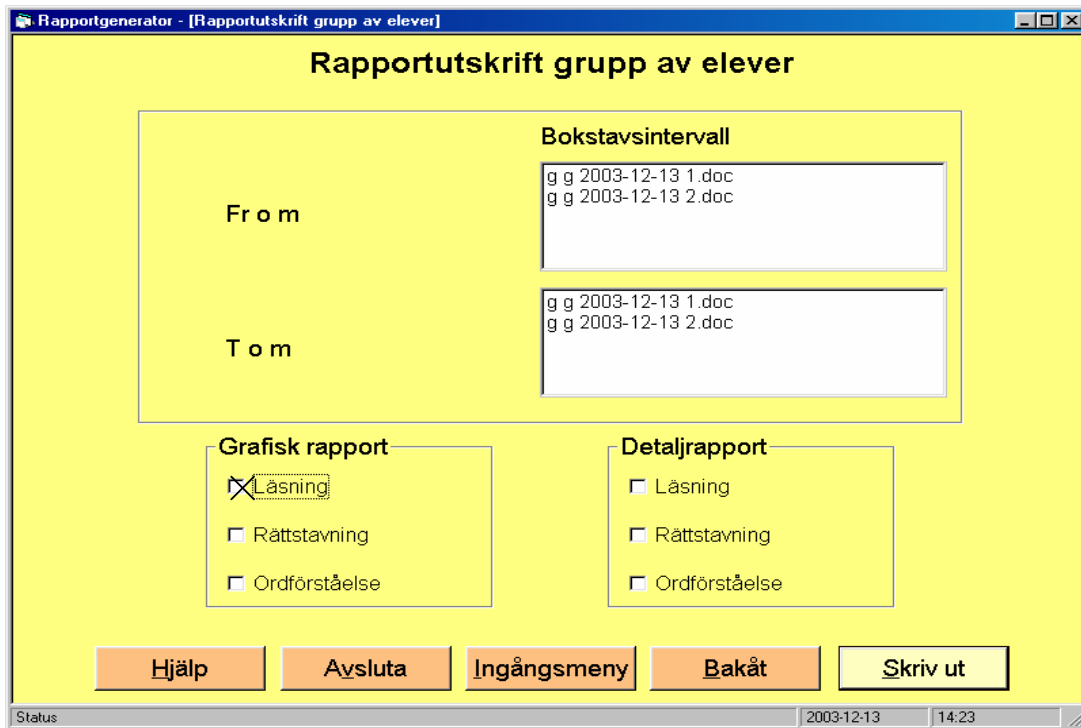 Rapportgenerator - [Rapportutskrift grupp av elever]
Rapportutskrift grupp av elever
Bokstavsintervall
Fr o m
g g 2003-12-13 1.doc
g g 2003-12-13 2.doc
T o m
g g 2003-12-13 1.doc
g g 2003-12-13 2.doc
Grafisk rapport
Läsning
Rättstavning
Ordförståelse
Detaljrapport
Läsning
Rättstavning
Ordförståelse
Hjälp Avsluta Ingångsmeny Bakåt Skriv ut
Status 2003-12-13 14:23